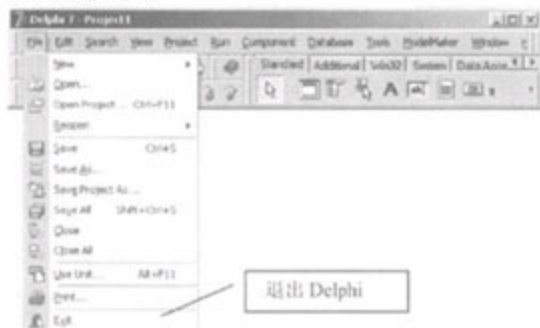 Delphi 7 - Project1
File Edit Search View Project Run Component Database Tools ModelMaker Window
Standard Additional Win32 System Data Acce
New
Open...
Open Project... Ctrl+F11
Reopen
Save Ctrl+S
Save As...
Save Project As...
Save All Shift+Ctrl+S
Close
Close All
Use Unit... Alt+F11
Print...
Exit
退出 Delphi